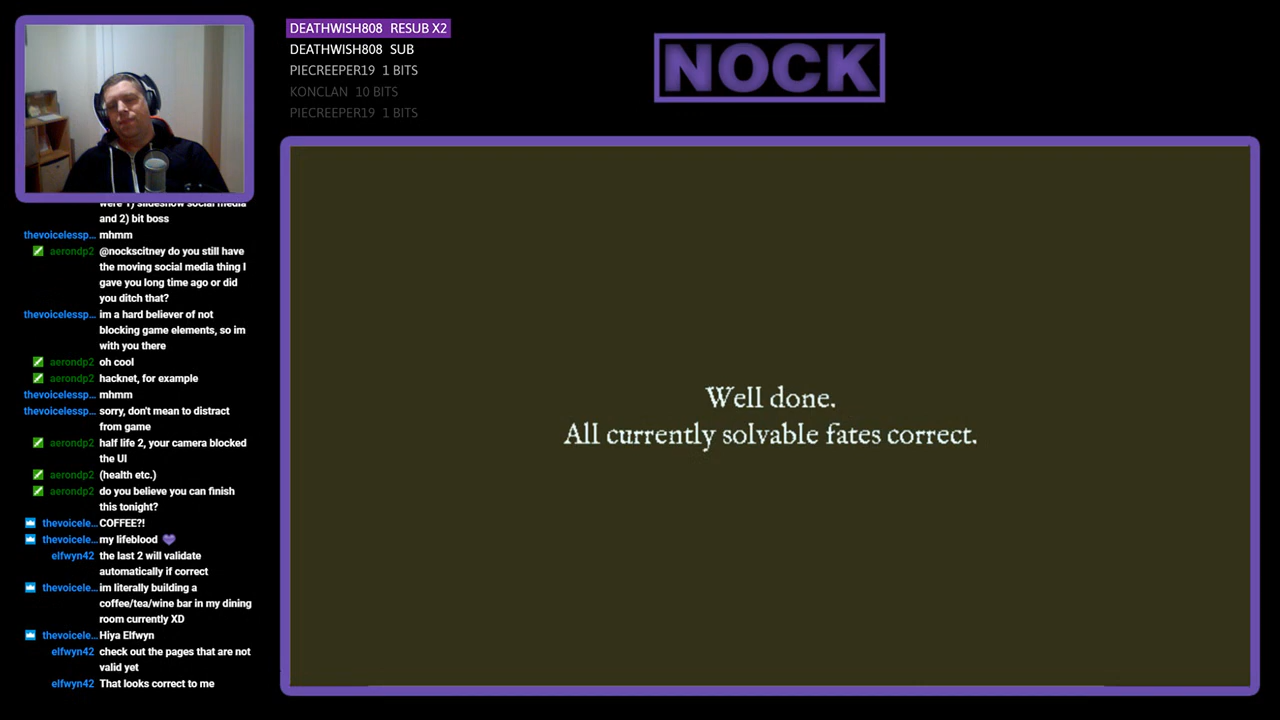 DEATHWISH808 RESUB X2
DEATHWISH808 SUB
PIECREEPER19 1 BITS
KONCLAN 10 BITS
PIECREEPER19 1 BITS
NOCK
were 1) slideshow social media
and 2) bit boss
thevoicelessp... mhmm
aerondp2 @nockscitney do you still have
the moving social media thing I
gave you long time ago or did
you ditch that?
thevoicelessp... im a hard believer of not
blocking game elements, so im
with you there
aerondp2 oh cool
aerondp2 hacknet, for example
thevoicelessp... mhmm
thevoicelessp... sorry, don't mean to distract
from game
aerondp2 half life 2, your camera blocked
the UI
aerondp2 (health etc.)
aerondp2 do you believe you can finish
this tonight?
thevoicele... COFFEE?!
thevoicele... my lifeblood
elfwyn42 the last 2 will validate
automatically if correct
thevoicele... im literally building a
coffee/tea/wine bar in my dining
room currently XD
thevoicele... Hiya Elfwyn
elfwyn42 check out the pages that are not
valid yet
elfwyn42 That looks correct to me
Well done.
All currently solvable fates correct.